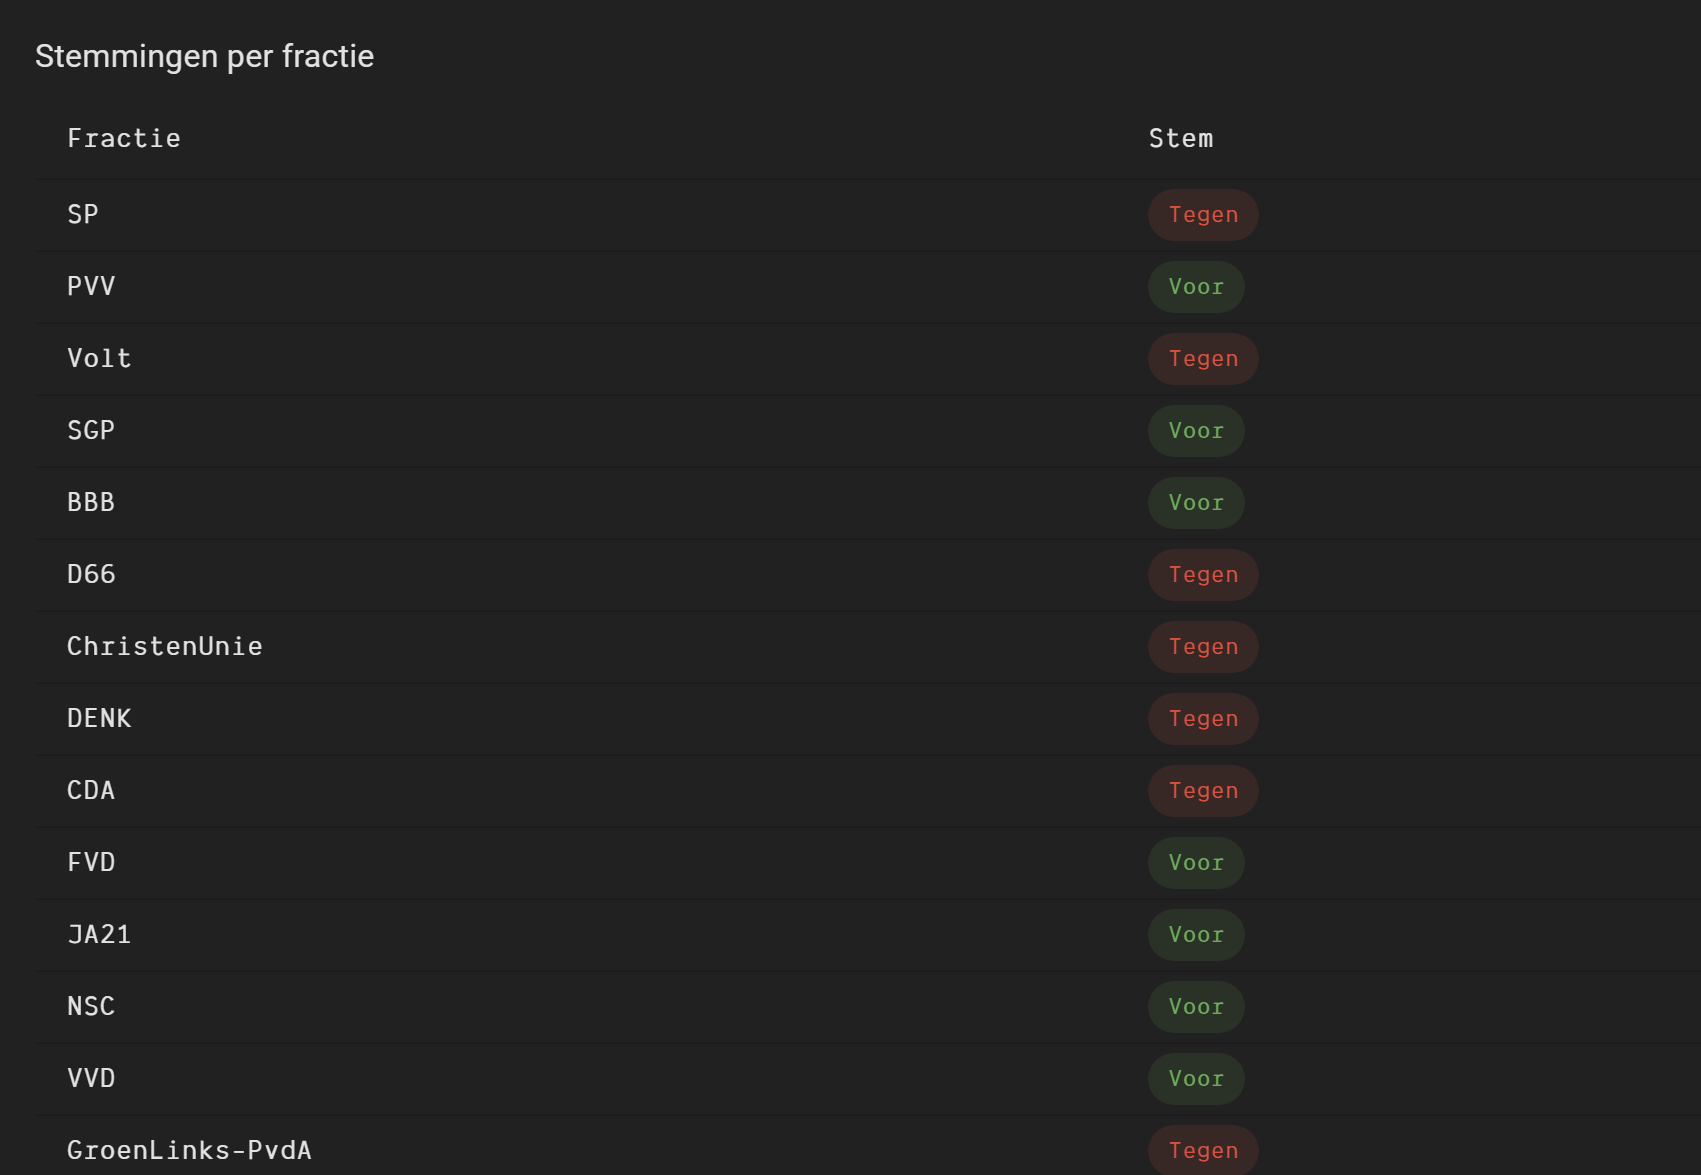 Stemmingen per fractie
Fractie Stem
SP Tegen
PVV Voor
Volt Tegen
SGP Voor
BBB Voor
D66 Tegen
ChristenUnie Tegen
DENK Tegen
CDA Tegen
FVD Voor
JA21 Voor
NSC Voor
VVD Voor
GroenLinks-PvdA Tegen